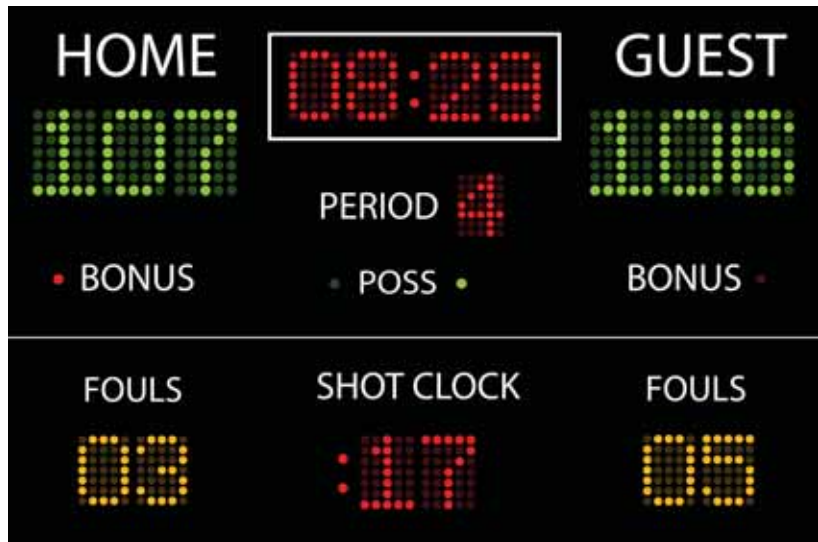 HOME 08:29 GUEST
107 106
PERIOD 4
BONUS POSS BONUS
FOULS SHOT CLOCK FOULS
03 :17 05